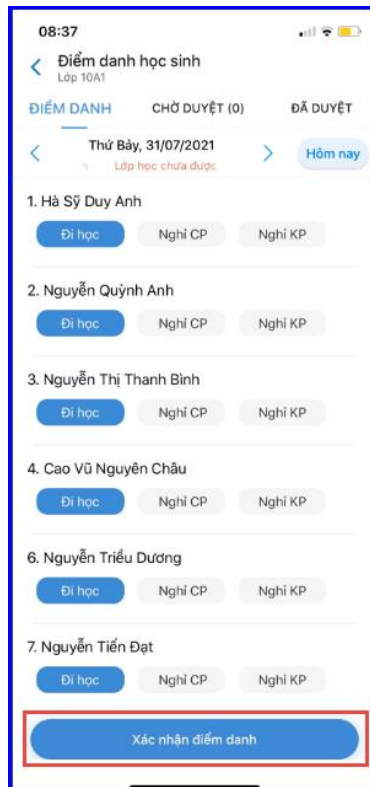 08:37
Điểm danh học sinh
Lớp 10A1
ĐIỂM DANH CHỜ DUYỆT (0) ĐÃ DUYỆT
Thứ Bảy, 31/07/2021
Hôm nay
Lớp học chưa được
1. Hà Sỹ Duy Anh
Đi học Nghỉ CP Nghỉ KP
2. Nguyễn Quỳnh Anh
Đi học Nghỉ CP Nghỉ KP
3. Nguyễn Thị Thanh Bình
Đi học Nghỉ CP Nghỉ KP
4. Cao Vũ Nguyên Châu
Đi học Nghỉ CP Nghỉ KP
6. Nguyễn Triều Dương
Đi học Nghỉ CP Nghỉ KP
7. Nguyễn Tiến Đạt
Đi học Nghỉ CP Nghỉ KP
Xác nhận điểm danh